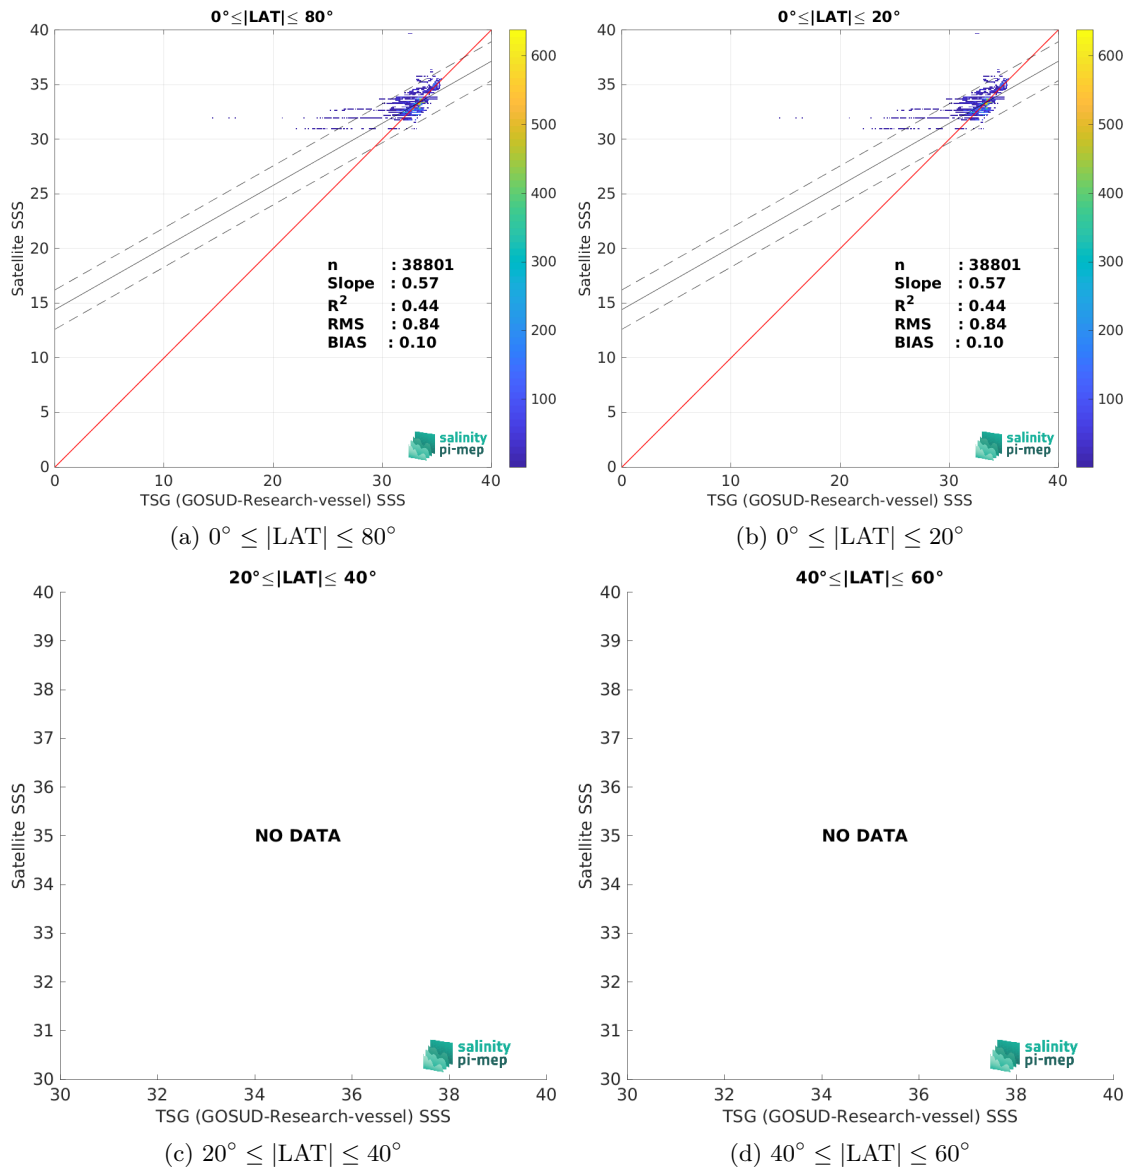 0°≤|LAT|≤ 80°
40
35
30
25
20
15
10
5
0
0
10
20
30
40
Satellite SSS
TSG (GOSUD-Research-vessel) SSS
n : 38801
Slope : 0.57
R² : 0.44
RMS : 0.84
BIAS : 0.10
salinity
pi-mep
600
500
400
300
200
100
(a) 0° ≤ |LAT| ≤ 80°
0°≤|LAT|≤ 20°
40
35
30
25
20
15
10
5
0
0
10
20
30
40
Satellite SSS
TSG (GOSUD-Research-vessel) SSS
n : 38801
Slope : 0.57
R² : 0.44
RMS : 0.84
BIAS : 0.10
salinity
pi-mep
600
500
400
300
200
100
(b) 0° ≤ |LAT| ≤ 20°
20°≤|LAT|≤ 40°
40
39
38
37
36
35
34
33
32
31
30
30
32
34
36
38
40
Satellite SSS
NO DATA
salinity
pi-mep
TSG (GOSUD-Research-vessel) SSS
(c) 20° ≤ |LAT| ≤ 40°
40°≤|LAT|≤ 60°
40
39
38
37
36
35
34
33
32
31
30
30
32
34
36
38
40
Satellite SSS
NO DATA
salinity
pi-mep
TSG (GOSUD-Research-vessel) SSS
(d) 40° ≤ |LAT| ≤ 60°